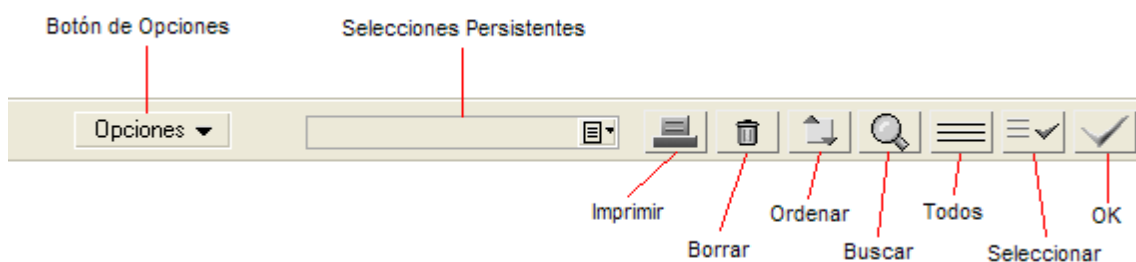 Botón de Opciones
Selecciones Persistentes
Opciones
Imprimir
Ordenar
Todos
OK
Borrar
Buscar
Seleccionar